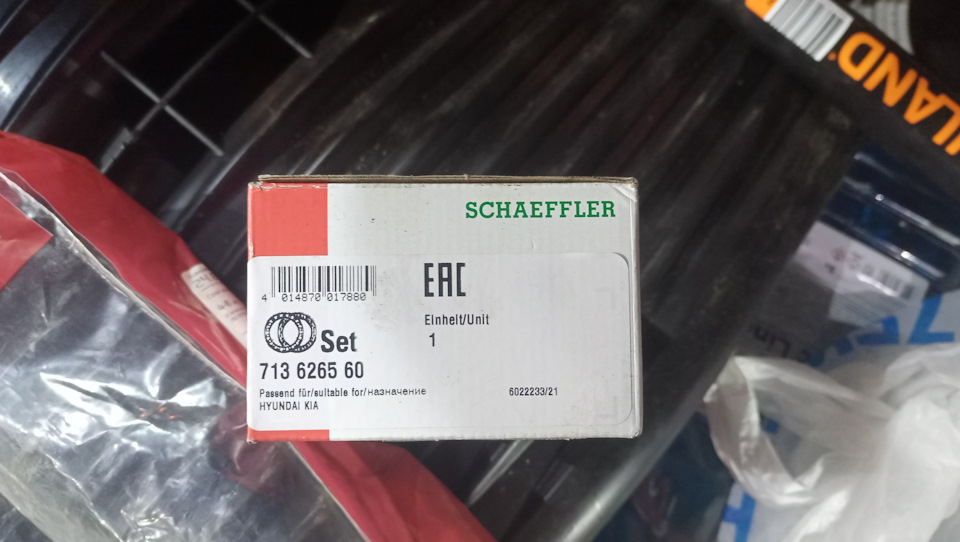 SCHAEFFLER
4 014870 017880
EAC
Einheit/Unit
1
Set
713 6265 60
Passend für/suitable for/назначение
HYUNDAI KIA
6022233/21